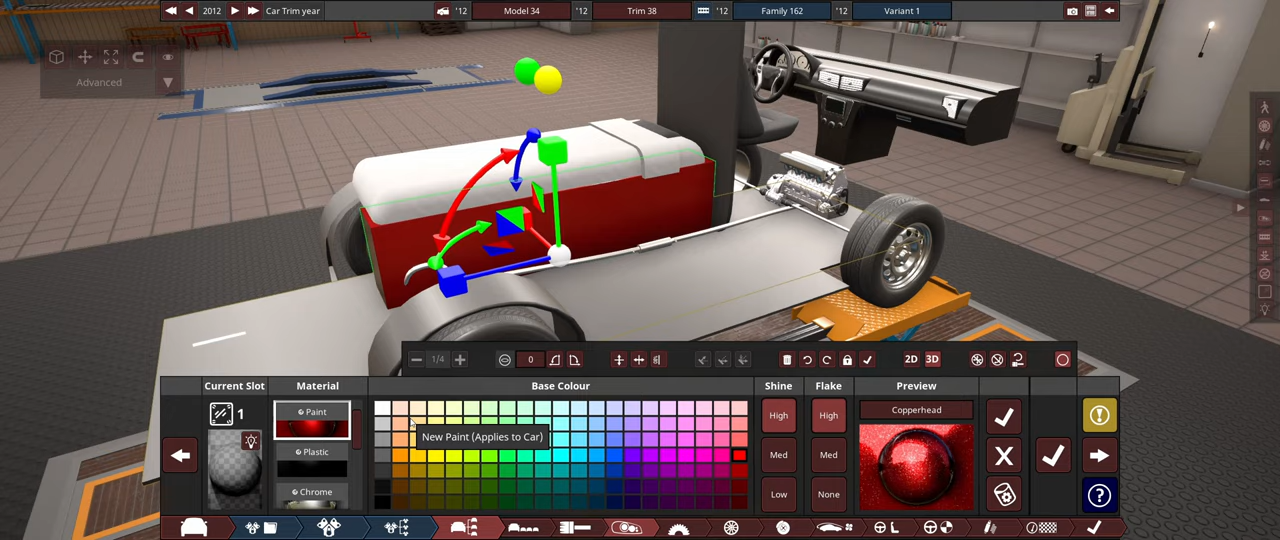 2012 Car Trim year '12 Model 34 '12 Trim 38 '12 Family 162 '12 Variant 1
Advanced
1/4 0 2D 3D
Current Slot Material Base Colour Shine Flake Preview
1 Paint High High Copperhead
New Paint (Applies to Car)
Plastic Med Med
Chrome Low None